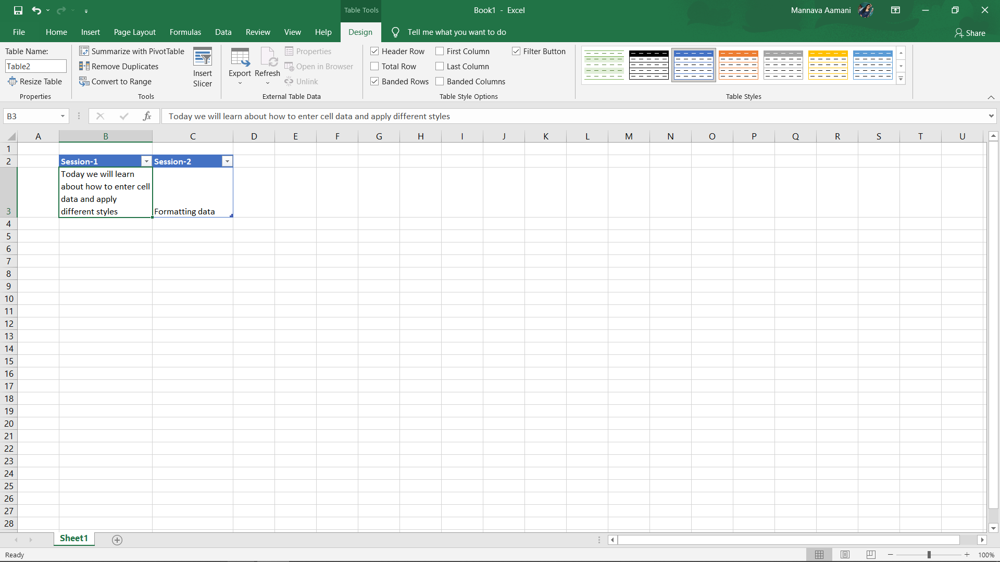 Table Tools
Book1 - Excel
Mannava Aamani
File Home Insert Page Layout Formulas Data Review View Help Design Tell me what you want to do Share
Table Name:
Table2
Resize Table
Properties
Summarize with PivotTable
Remove Duplicates
Convert to Range
Insert
Slicer
Tools
Export Refresh
Properties
Open in Browser
Unlink
External Table Data
Header Row First Column Filter Button
Total Row Last Column
Banded Rows Banded Columns
Table Style Options
Table Styles
B3 fx Today we will learn about how to enter cell data and apply different styles
A B C D E F G H I J K L M N O P Q R S T U
1
2 Session-1 Session-2
Today we will learn
about how to enter cell
data and apply
3 different styles Formatting data
4
5
6
7
8
9
10
11
12
13
14
15
16
17
18
19
20
21
22
23
24
25
26
27
28
Sheet1
Ready 100%